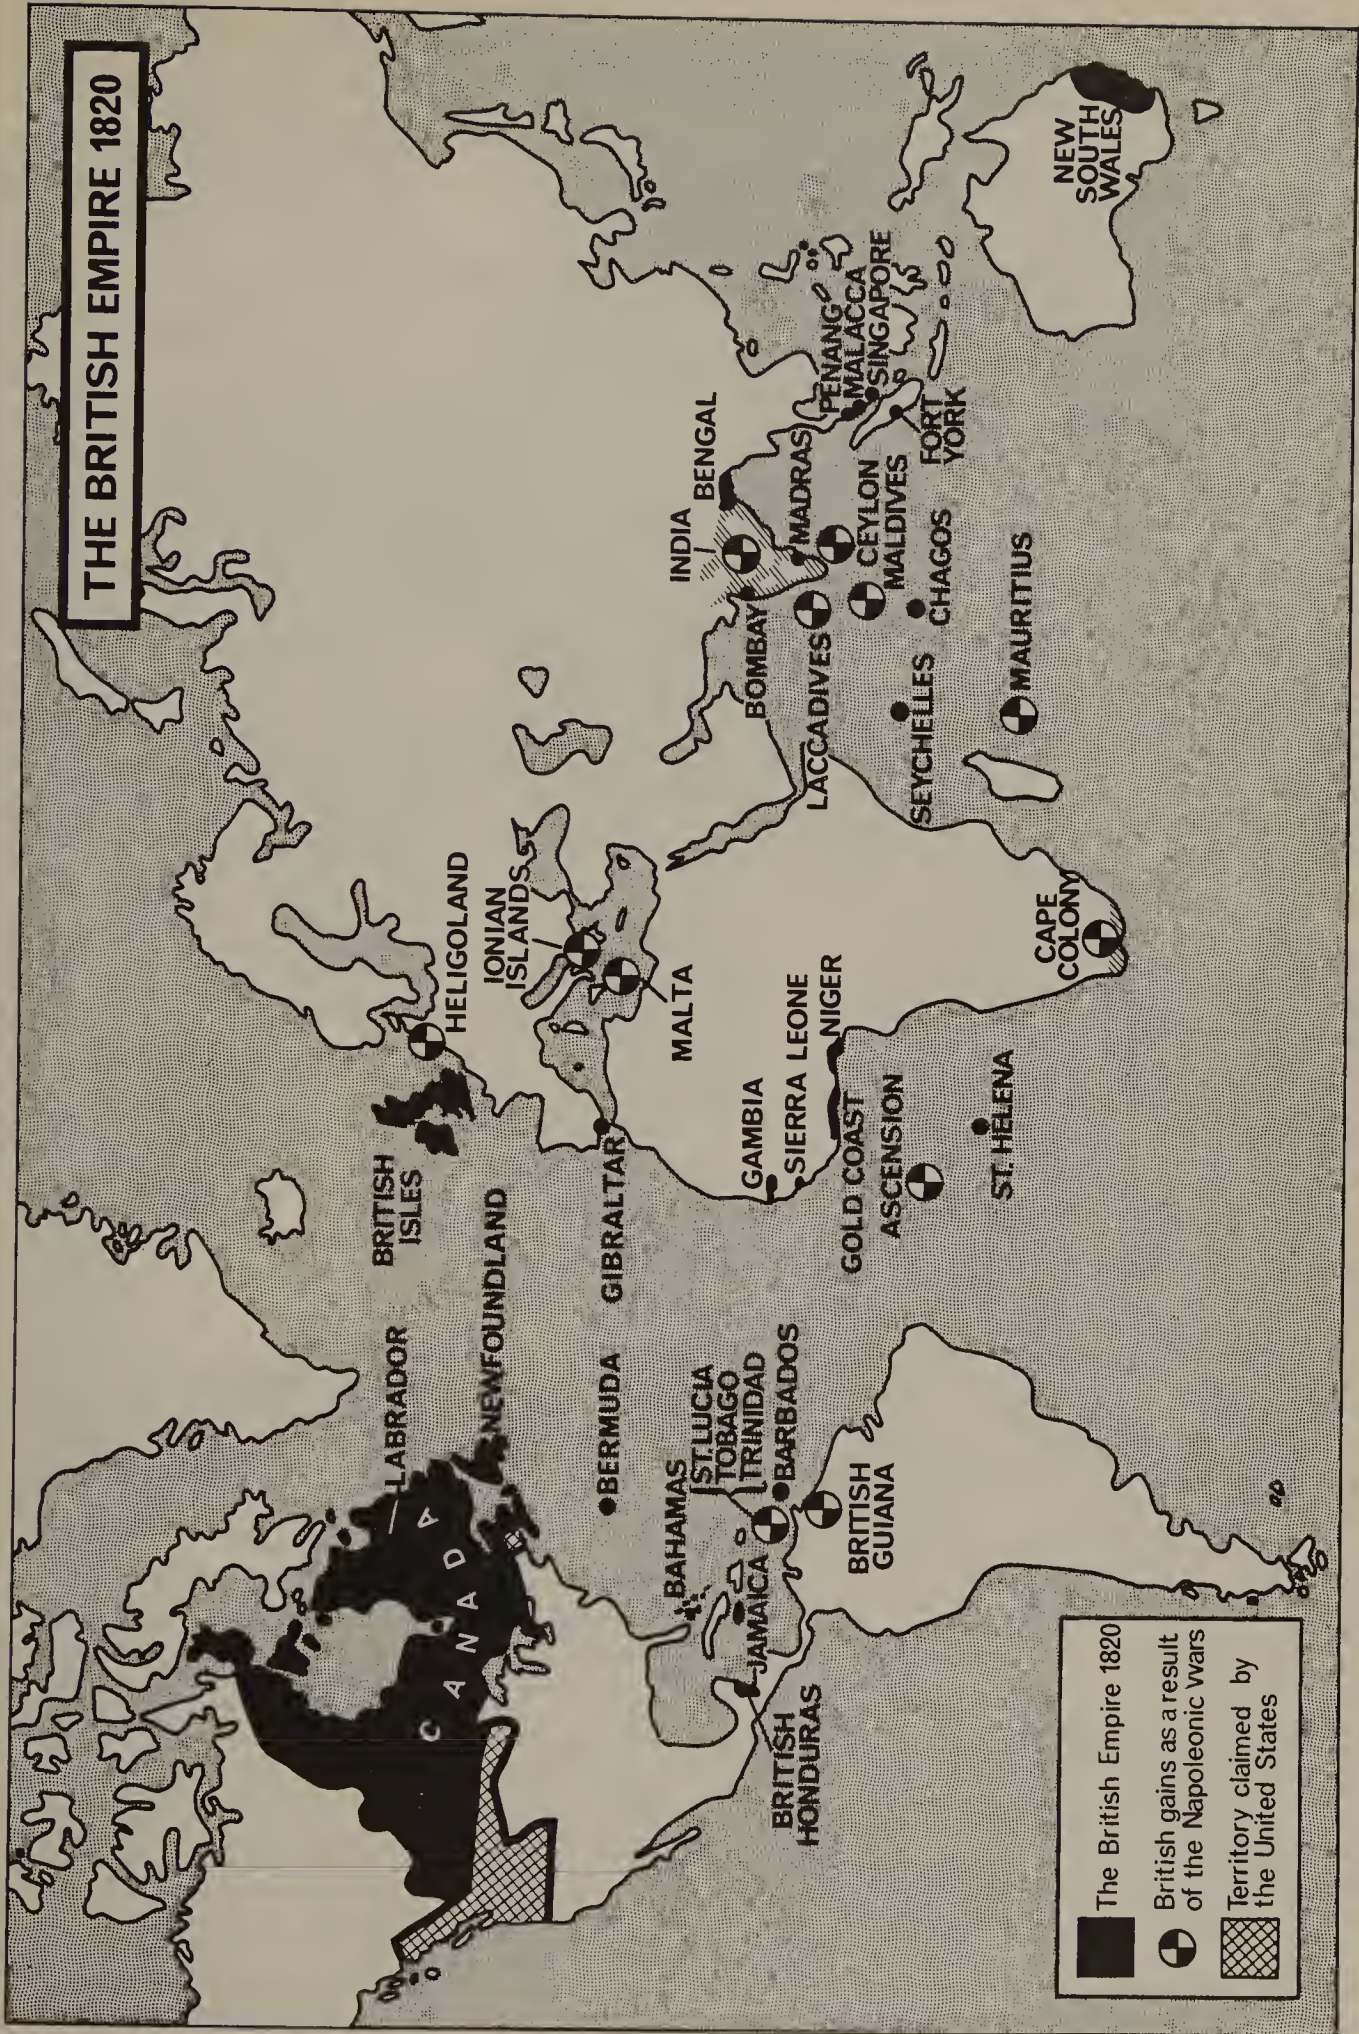 THE BRITISH EMPIRE 1820
LABRADOR
CANADA
NEWFOUNDLAND
BRITISH
ISLES
HELIGOLAND
IONIAN
ISLANDS
MALTA
GIBRALTAR
BERMUDA
BAHAMAS
ST.LUCIA
TOBAGO
TRINIDAD
BARBADOS
JAMAICA
BRITISH
HONDURAS
BRITISH
GUIANA
GAMBIA
SIERRA LEONE
NIGER
GOLD COAST
ASCENSION
ST. HELENA
CAPE
COLONY
INDIA
BENGAL
BOMBAY
MADRAS
LACCADIVES
CEYLON
MALDIVES
CHAGOS
SEYCHELLES
MAURITIUS
PENANG
MALACCA
SINGAPORE
FORT
YORK
NEW
SOUTH
WALES
The British Empire 1820
British gains as a result
of the Napoleonic Wars
Territory claimed by
the United States